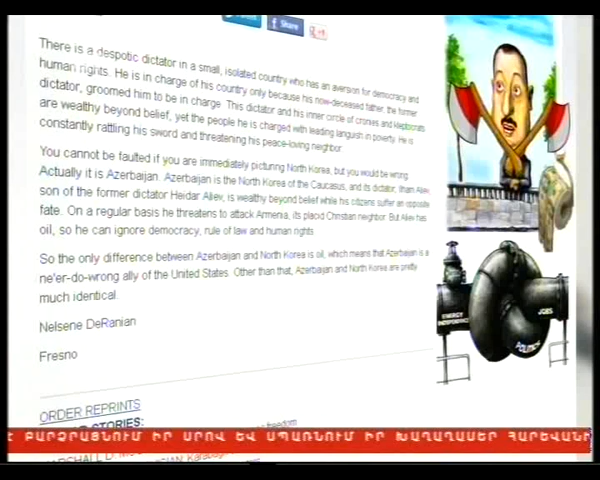 Share
There is a despotic dictator in a small, isolated country who has an aversion for democracy and
human rights. He is in charge of his country only because his now-deceased father, the former
dictator, groomed him to be in charge. This dictator and his inner circle of cronies and kleptocrats
are wealthy beyond belief, yet the people he is charged with leading languish in poverty. He is
constantly rattling his sword and threatening his peace-loving neighbor.
You cannot be faulted if you are immediately picturing North Korea, but you would be wrong.
Actually it is Azerbaijan. Azerbaijan is the North Korea of the Caucasus, and its dictator, Ilham Aliev,
son of the former dictator Heidar Aliev, is wealthy beyond belief while his citizens suffer an opposite
fate. On a regular basis he threatens to attack Armenia, its placid Christian neighbor. But Aliev has
oil, so he can ignore democracy, rule of law and human rights.
So the only difference between Azerbaijan and North Korea is oil, which means that Azerbaijan is a
ne'er-do-wrong ally of the United States. Other than that, Azerbaijan and North Korea are pretty
much identical.
Nelsene DeRanian
Fresno
ENERGY
INDEPENDENCE
JOBS
POLITICS
ORDER REPRINTS
STORIES:
freedom
Է ԲԱՐՁՐԱՑՆՈՒՄ ԻՐ ՍՐՈՎ ԵՎ ՍՊԱՌՆՈՒՄ ԻՐ ԽԱՂԱՂԱՍԵՐ ՀԱՐԵՎԱՆԻ
Karabagh